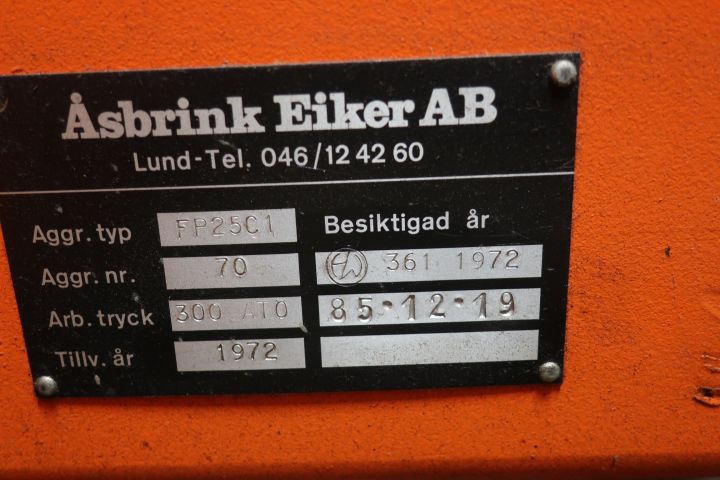 Åsbrink Eiker AB
Lund-Tel. 046/12 42 60
Aggr. typ FP25C1 Besiktigad år
Aggr. nr. 70 361 1972
Arb. tryck 300 ATO 85·12·19
Tillv. år 1972